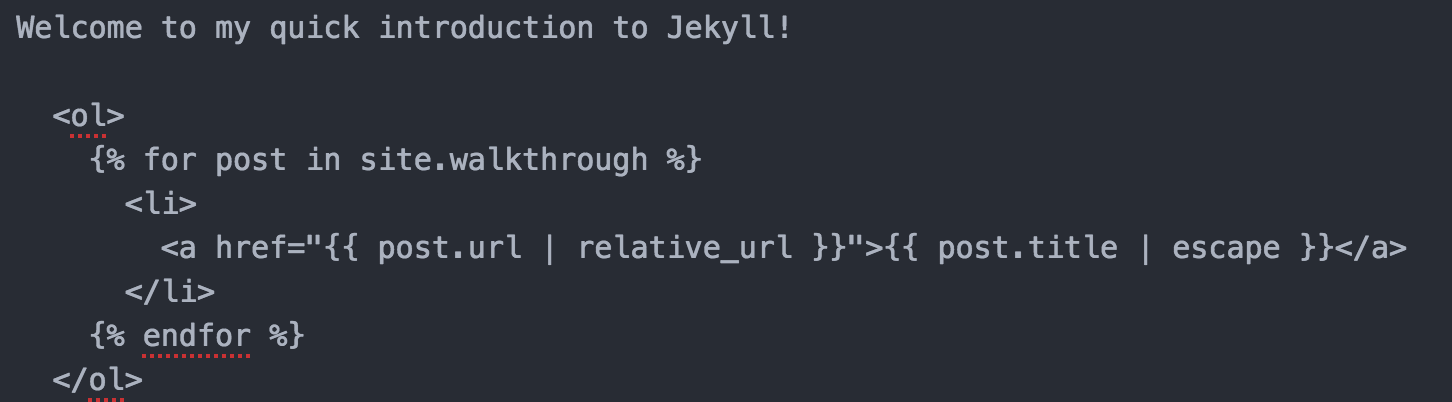 Welcome to my quick introduction to Jekyll!
<ol>
{% for post in site.walkthrough %}
<li>
<a href="{{ post.url | relative_url }}">{{ post.title | escape }}</a>
</li>
{% endfor %}
</ol>